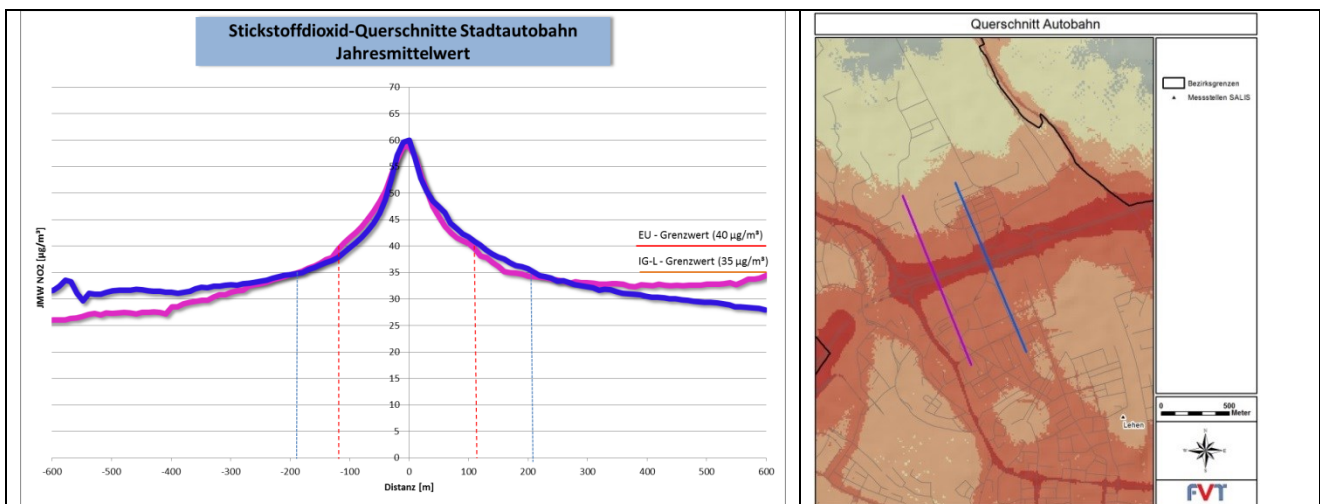 Stickstoffdioxid-Querschnitte Stadtautobahn
Jahresmittelwert
70
60
55
50
45
40
35
30
25
20
15
10
5
0
JMW NO2 [µg/m³]
EU - Grenzwert (40 µg/m³)
IG-L - Grenzwert (35 µg/m³)
-600 -500 -400 -300 -200 -100 0 100 200 300 400 500 600
Distanz [m]
Querschnitt Autobahn
Bezirksgrenzen
Messstellen SALIS
Lehen
0 500
Meter
FVT